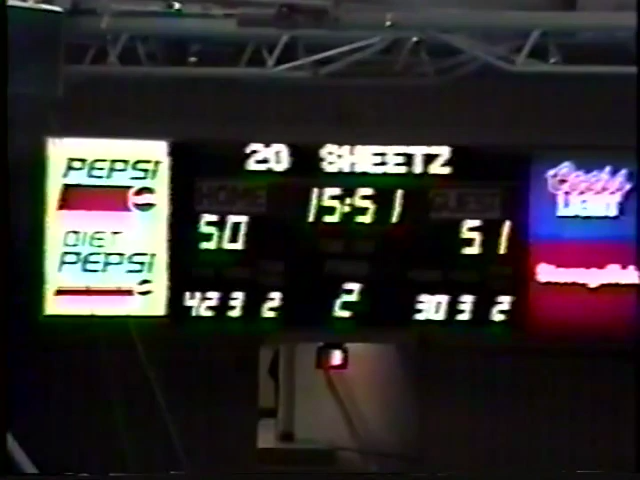 PEPSI
DIET
PEPSI
20 SHEETZ
HOME 15:51 GUEST
50 51
42 3 2 2 30 3 2
Coors
LIGHT